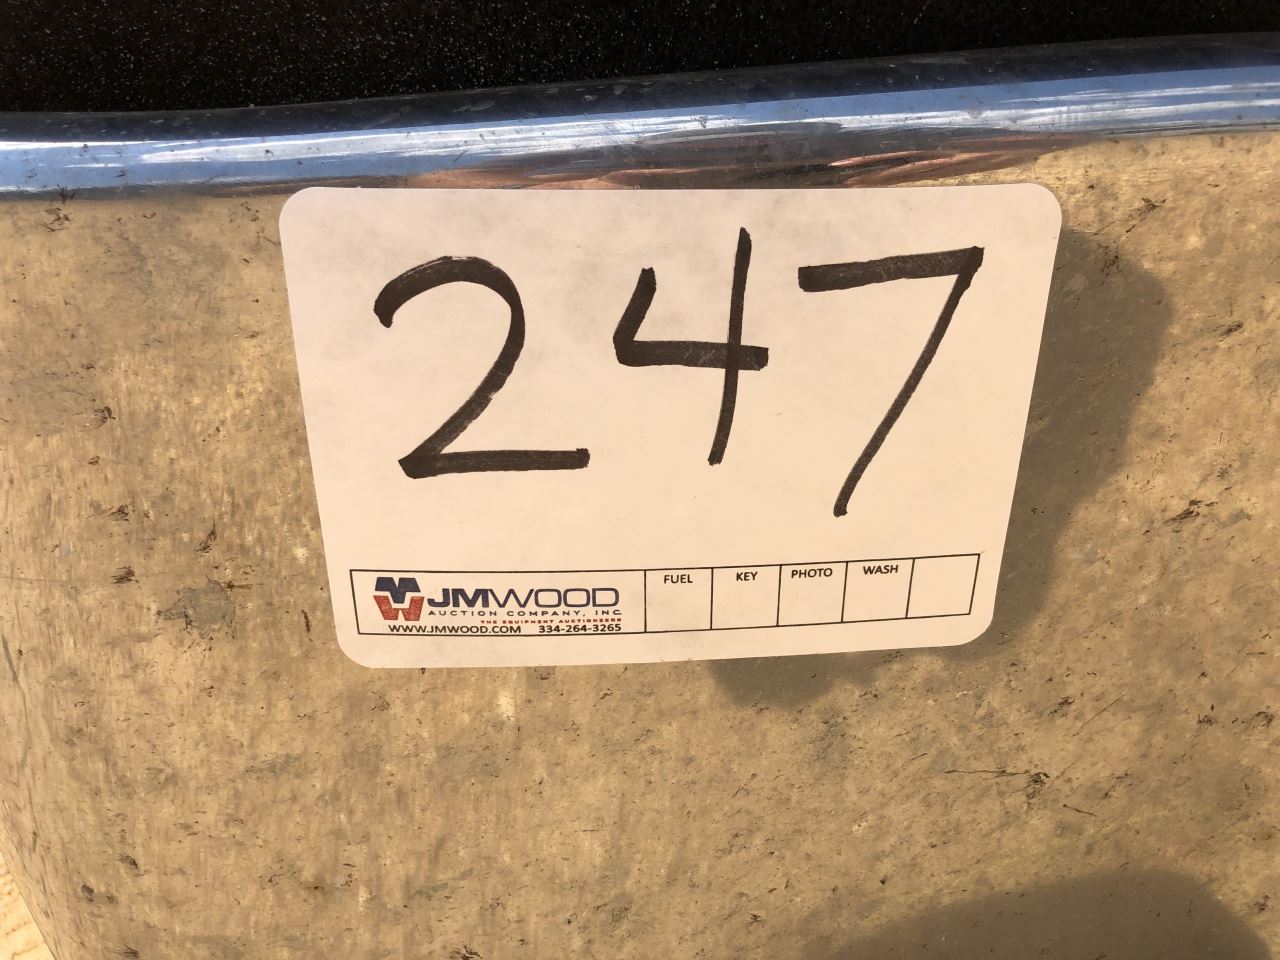 247
JMWOOD
AUCTION COMPANY, INC
THE EQUIPMENT AUCTIONEERS
WWW.JMWOOD.COM 334-264-3265
FUEL KEY PHOTO WASH